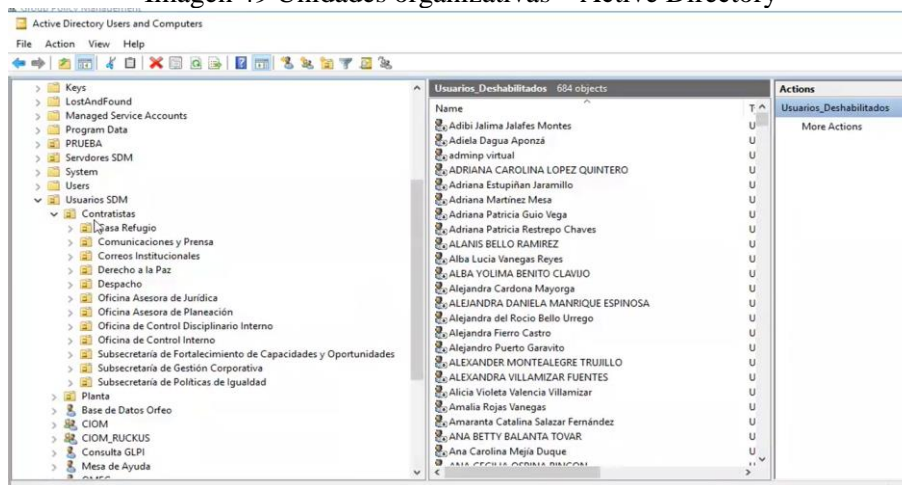 Imagen 49 Unidades organizativas – Active Directory
Group Policy Management
Active Directory Users and Computers
File Action View Help
Keys
LostAndFound
Managed Service Accounts
Program Data
PRUEBA
Servdores SDM
System
Users
Usuarios SDM
Contratistas
Casa Refugio
Comunicaciones y Prensa
Correos Institucionales
Derecho a la Paz
Despacho
Oficina Asesora de Jurídica
Oficina Asesora de Planeación
Oficina de Control Disciplinario Interno
Oficina de Control Interno
Subsecretaría de Fortalecimiento de Capacidades y Oportunidades
Subsecretaría de Gestión Corporativa
Subsecretaría de Políticas de Igualdad
Planta
Base de Datos Orfeo
CIOM
CIOM_RUCKUS
Consulta GLPI
Mesa de Ayuda
Usuarios_Deshabilitados 684 objects
Name T
Adibi Jalima Jalafes Montes U
Adiela Dagua Aponzá U
adminp virtual U
ADRIANA CAROLINA LOPEZ QUINTERO U
Adriana Estupiñan Jaramillo U
Adriana Martínez Mesa U
Adriana Patricia Guio Vega U
Adriana Patricia Restrepo Chaves U
ALANIS BELLO RAMIREZ U
Alba Lucia Vanegas Reyes U
ALBA YOLIMA BENITO CLAVIJO U
Alejandra Cardona Mayorga U
ALEJANDRA DANIELA MANRIQUE ESPINOSA U
Alejandra del Rocio Bello Urrego U
Alejandra Fierro Castro U
Alejandro Puerto Garavito U
ALEXANDER MONTEALEGRE TRUJILLO U
ALEXANDRA VILLAMIZAR FUENTES U
Alicia Violeta Valencia Villamizar U
Amalia Rojas Vanegas U
Amaranta Catalina Salazar Fernández U
ANA BETTY BALANTA TOVAR U
Ana Carolina Mejía Duque U
ANA CECILIA OSPINA RINCON
Actions
Usuarios_Deshabilitados
More Actions